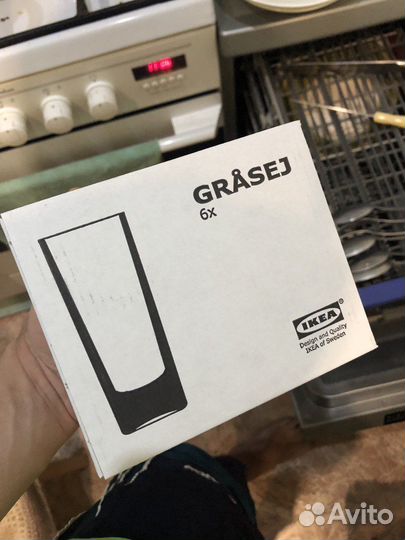 GRÅSEJ
6x
IKEA
Design and Quality
IKEA of Sweden
Avito